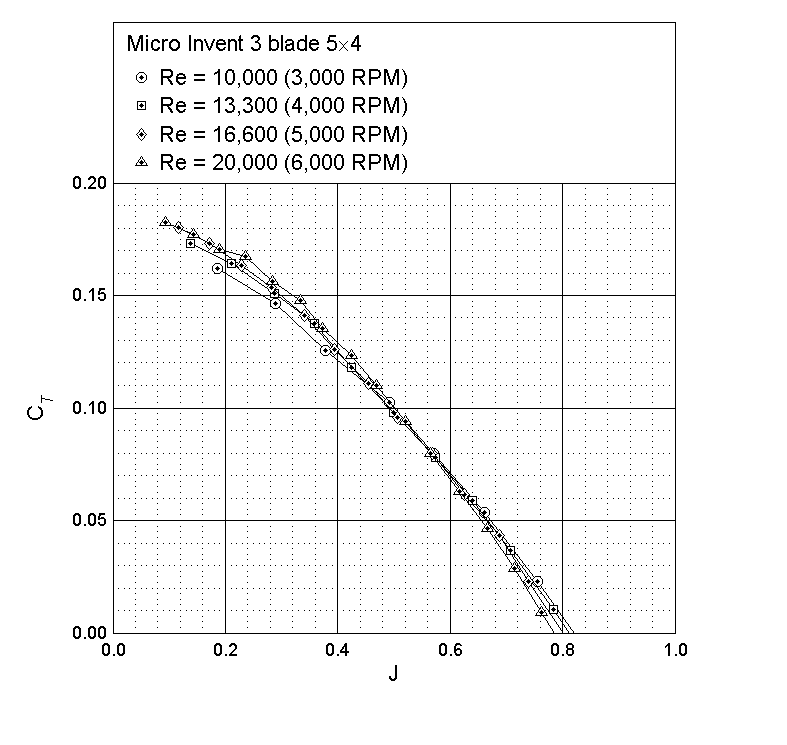 Micro Invent 3 blade 5×4
Re = 10,000 (3,000 RPM)
Re = 13,300 (4,000 RPM)
Re = 16,600 (5,000 RPM)
Re = 20,000 (6,000 RPM)
0.20
0.15
0.10
0.05
0.00
C_T
0.0 0.2 0.4 0.6 0.8 1.0
J